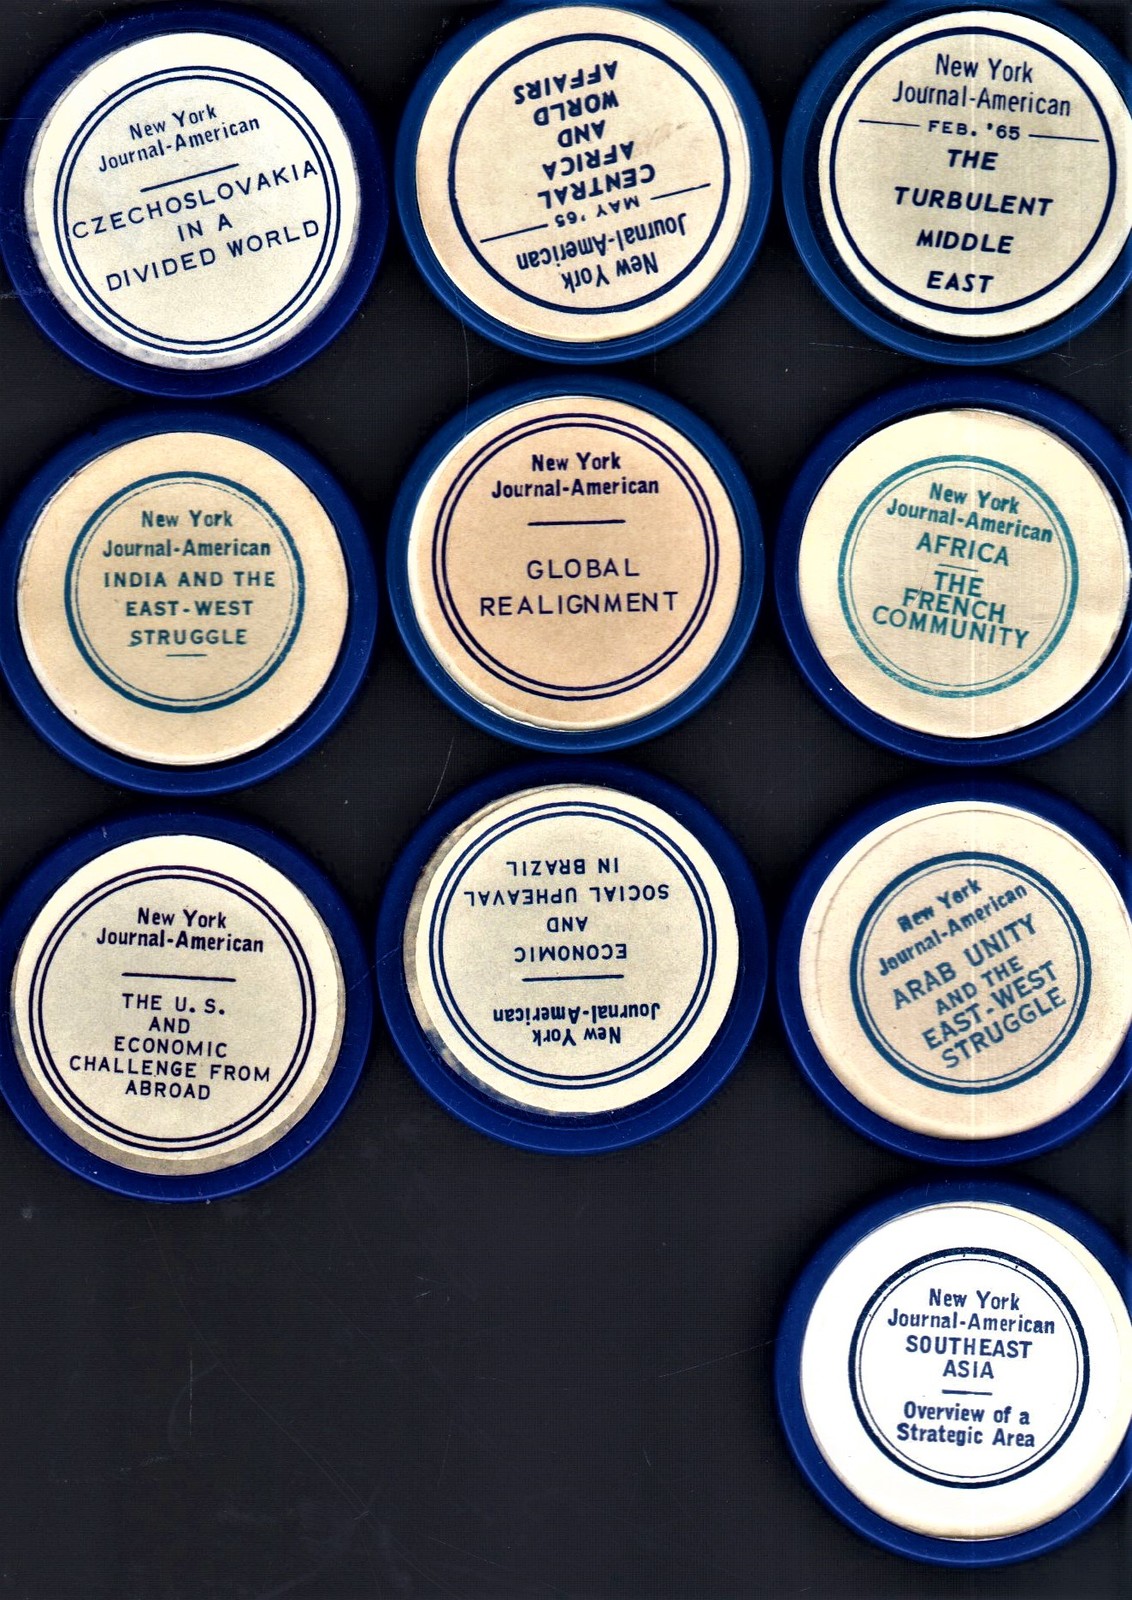 New York
Journal-American
CZECHOSLOVAKIA
IN A
DIVIDED WORLD
New York
Journal-American
MAY '65
CENTRAL
AFRICA
AND
WORLD
AFFAIRS
New York
Journal-American
FEB. '65
THE
TURBULENT
MIDDLE
EAST
New York
Journal-American
INDIA AND THE
EAST-WEST
STRUGGLE
New York
Journal-American
GLOBAL
REALIGNMENT
New York
Journal-American
AFRICA
THE
FRENCH
COMMUNITY
New York
Journal-American
THE U. S.
AND
ECONOMIC
CHALLENGE FROM
ABROAD
New York
Journal-American
ECONOMIC
AND
SOCIAL UPHEAVAL
IN BRAZIL
New York
Journal-American
ARAB UNITY
AND THE
EAST-WEST
STRUGGLE
New York
Journal-American
SOUTHEAST
ASIA
Overview of a
Strategic Area